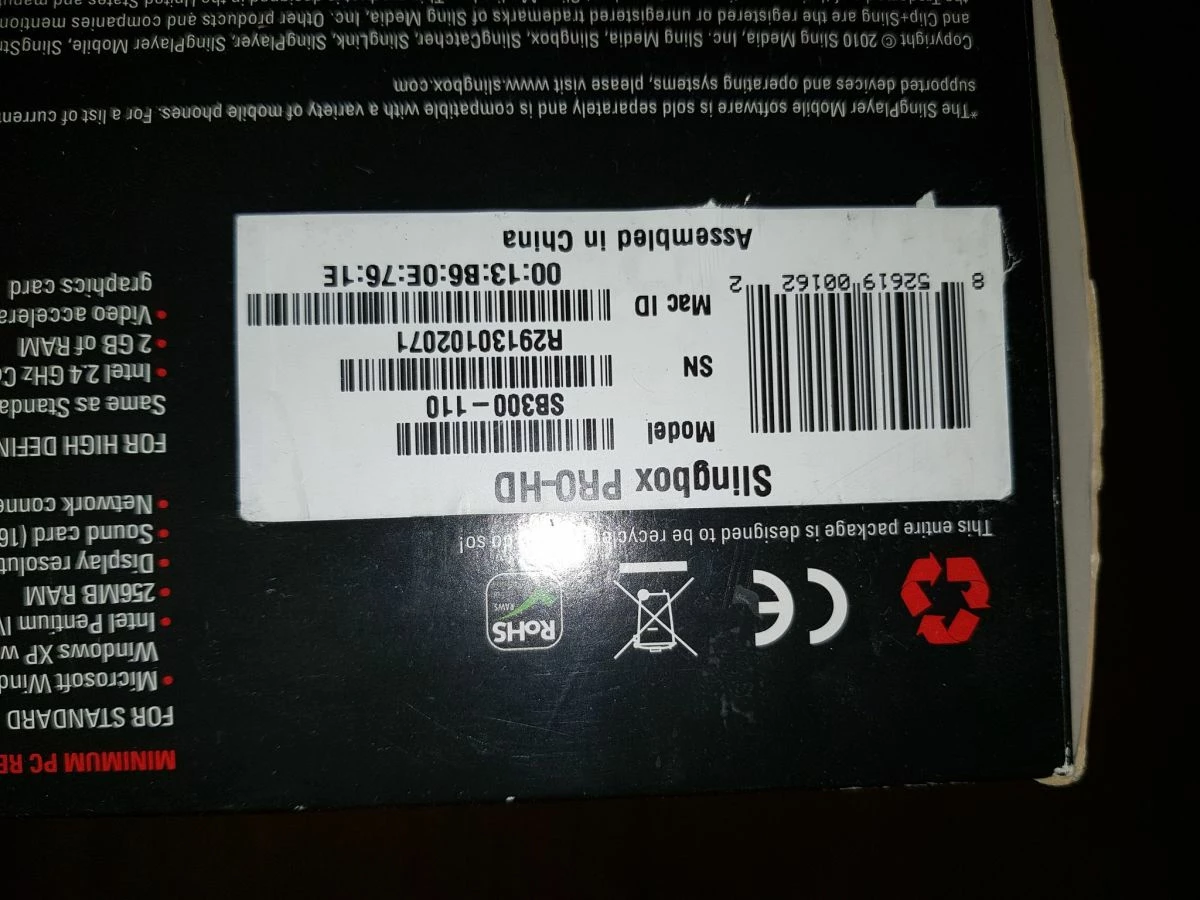 MINIMUM PC RE
FOR STANDARD
• Microsoft Wind
Windows XP w
• Intel Pentium
• 256MB RAM
• Display resolut
• Sound card (16
• Network conne
FOR HIGH DEFIN
Same as Standa
• Intel 2.4 GHz Co
• 2 GB of RAM
• Video accelera
graphics card
RoHS
This entire package is designed to be recycle do so!
Slingbox PRO-HD
Model
SB300-110
SN
R29130102071
Mac ID
00:13:B6:0E:76:1E
8 52619 00162 2
Assembled in China
*The SlingPlayer Mobile software is sold separately and is compatible with a variety of mobile phones. For a list of curren
supported devices and operating systems, please visit www.slingbox.com
Copyright © 2010 Sling Media, Inc. Sling Media, Slingbox, SlingCatcher, SlingLink, SlingPlayer, SlingPlayer Mobile, SlingStr
and Clip+Sling are the registered or unregistered trademarks of Sling Media, Inc. Other products and companies mention